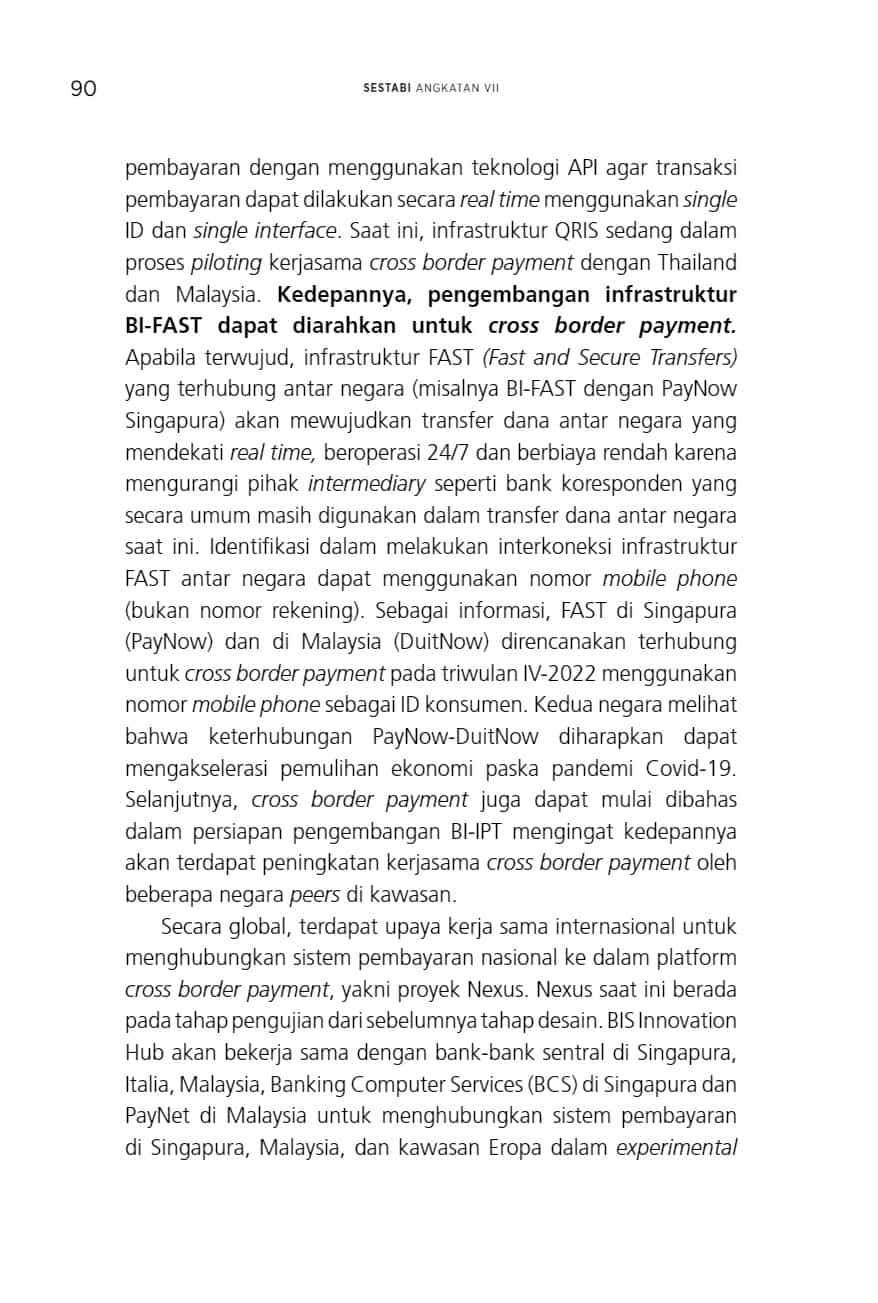 90
SESTABI ANGKATAN VII
pembayaran dengan menggunakan teknologi API agar transaksi
pembayaran dapat dilakukan secara real time menggunakan single
ID dan single interface. Saat ini, infrastruktur QRIS sedang dalam
proses piloting kerjasama cross border payment dengan Thailand
dan Malaysia. Kedepannya, pengembangan infrastruktur
BI-FAST dapat diarahkan untuk cross border payment.
Apabila terwujud, infrastruktur FAST (Fast and Secure Transfers)
yang terhubung antar negara (misalnya BI-FAST dengan PayNow
Singapura) akan mewujudkan transfer dana antar negara yang
mendekati real time, beroperasi 24/7 dan berbiaya rendah karena
mengurangi pihak intermediary seperti bank koresponden yang
secara umum masih digunakan dalam transfer dana antar negara
saat ini. Identifikasi dalam melakukan interkoneksi infrastruktur
FAST antar negara dapat menggunakan nomor mobile phone
(bukan nomor rekening). Sebagai informasi, FAST di Singapura
(PayNow) dan di Malaysia (DuitNow) direncanakan terhubung
untuk cross border payment pada triwulan IV-2022 menggunakan
nomor mobile phone sebagai ID konsumen. Kedua negara melihat
bahwa keterhubungan PayNow-DuitNow diharapkan dapat
mengakselerasi pemulihan ekonomi paska pandemi Covid-19.
Selanjutnya, cross border payment juga dapat mulai dibahas
dalam persiapan pengembangan BI-IPT mengingat kedepannya
akan terdapat peningkatan kerjasama cross border payment oleh
beberapa negara peers di kawasan.
Secara global, terdapat upaya kerja sama internasional untuk
menghubungkan sistem pembayaran nasional ke dalam platform
cross border payment, yakni proyek Nexus. Nexus saat ini berada
pada tahap pengujian dari sebelumnya tahap desain. BIS Innovation
Hub akan bekerja sama dengan bank-bank sentral di Singapura,
Italia, Malaysia, Banking Computer Services (BCS) di Singapura dan
PayNet di Malaysia untuk menghubungkan sistem pembayaran
di Singapura, Malaysia, dan kawasan Eropa dalam experimental